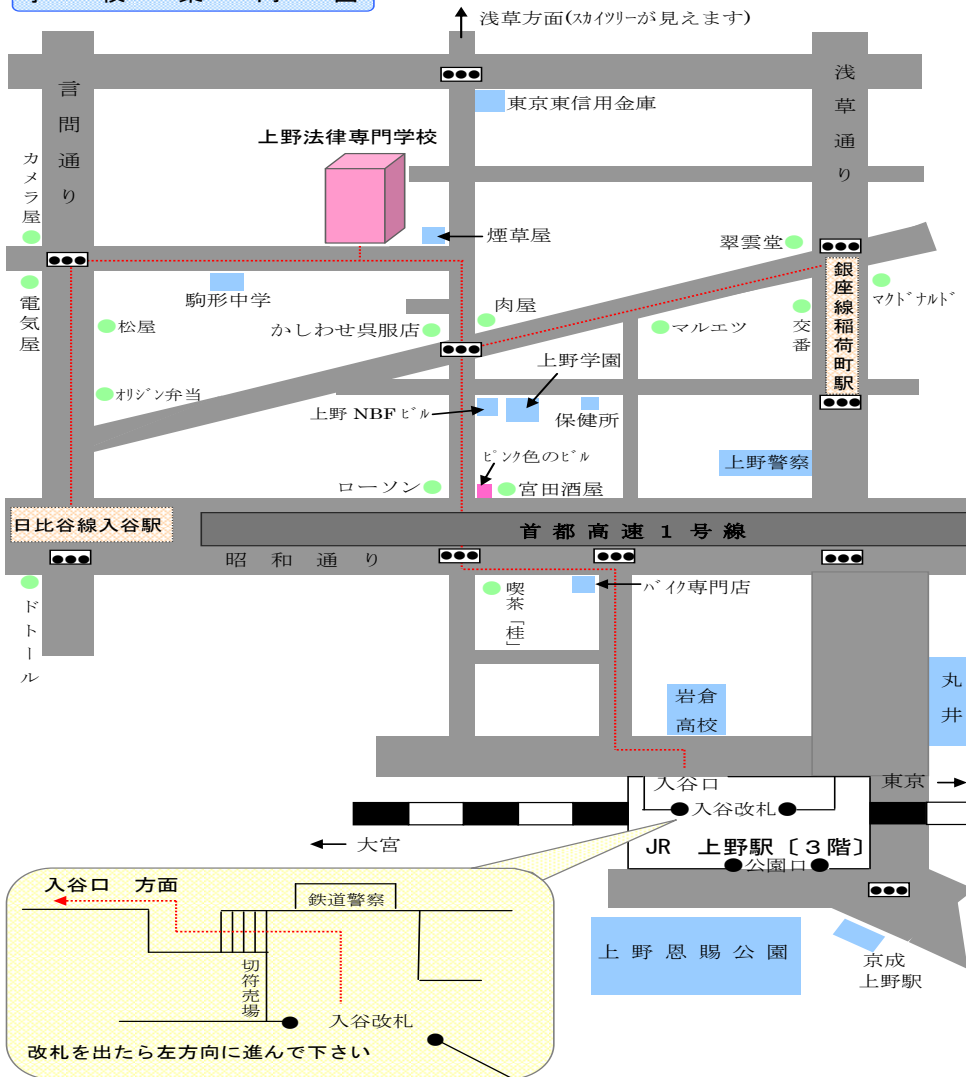 浅草方面(ｽｶｲﾂﾘｰが見えます)
言問通り
浅草通り
東京東信用金庫
上野法律専門学校
カメラ屋
煙草屋
翠雲堂
電気屋
駒形中学
銀座線稲荷町駅
マクドナルド
松屋
かしわせ呉服店
肉屋
マルエツ
交番
上野学園
オリジン弁当
上野 NBF ビル
保健所
ピンク色のビル
上野警察
ローソン
宮田酒屋
日比谷線入谷駅
首都高速１号線
昭和通り
ドトール
喫茶「桂」
バイク専門店
岩倉
高校
丸井
入谷口
東京
入谷改札
大宮
JR 上野駅〔３階〕
公園口
入谷口 方面
鉄道警察
切符売場
上野恩賜公園
京成
上野駅
入谷改札
改札を出たら左方向に進んで下さい